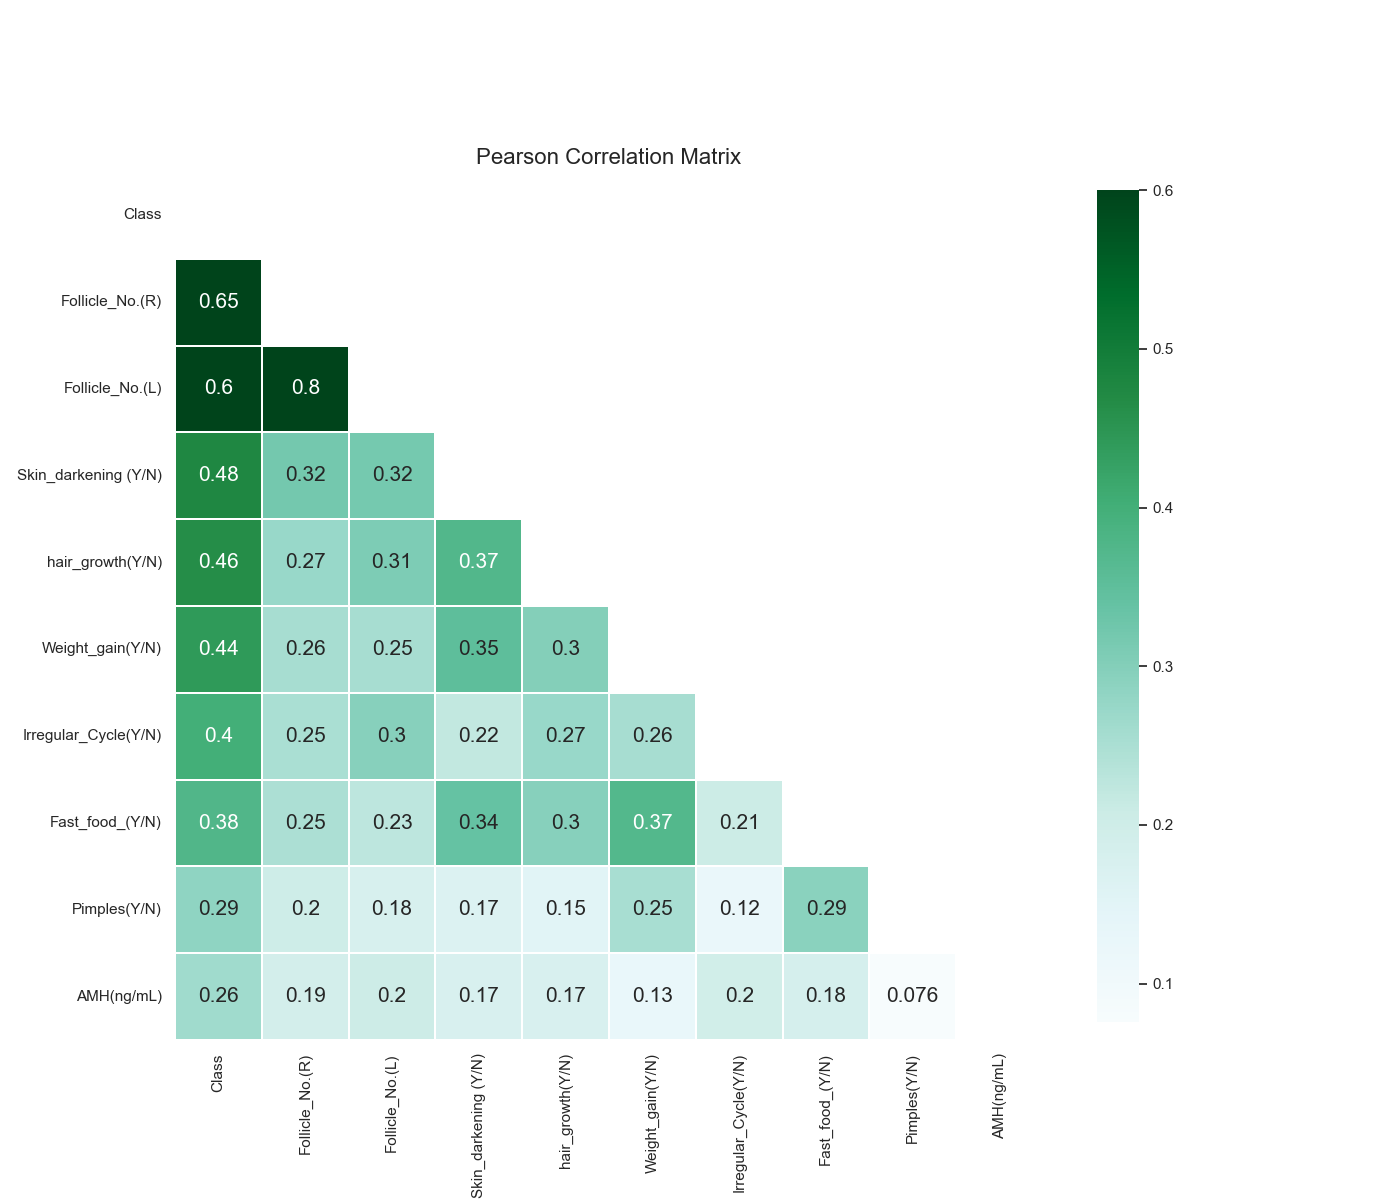 Pearson Correlation Matrix
Class
Follicle_No.(R) 0.65
Follicle_No.(L) 0.6 0.8
Skin_darkening (Y/N) 0.48 0.32 0.32
hair_growth(Y/N) 0.46 0.27 0.31 0.37
Weight_gain(Y/N) 0.44 0.26 0.25 0.35 0.3
Irregular_Cycle(Y/N) 0.4 0.25 0.3 0.22 0.27 0.26
Fast_food_(Y/N) 0.38 0.25 0.23 0.34 0.3 0.37 0.21
Pimples(Y/N) 0.29 0.2 0.18 0.17 0.15 0.25 0.12 0.29
AMH(ng/mL) 0.26 0.19 0.2 0.17 0.17 0.13 0.2 0.18 0.076
Class
Follicle_No.(R)
Follicle_No.(L)
Skin_darkening (Y/N)
hair_growth(Y/N)
Weight_gain(Y/N)
Irregular_Cycle(Y/N)
Fast_food_(Y/N)
Pimples(Y/N)
AMH(ng/mL)
0.6
0.5
0.4
0.3
0.2
0.1